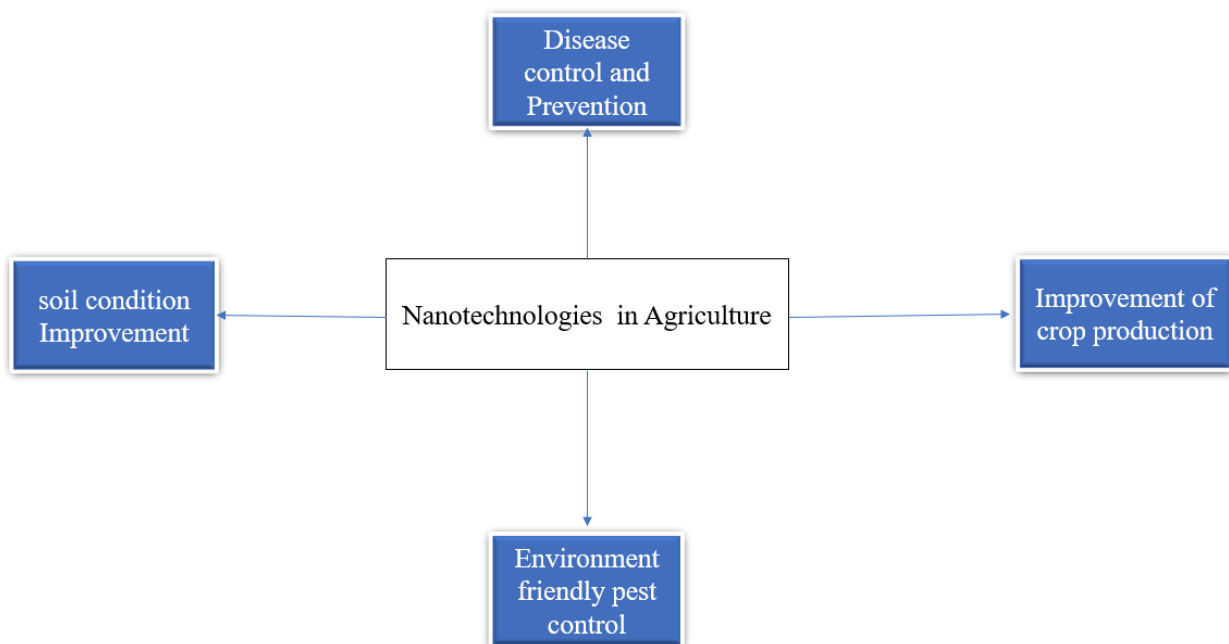 Disease
control and
Prevention
soil condition
Improvement
Nanotechnologies in Agriculture
Improvement of
crop production
Environment
friendly pest
control